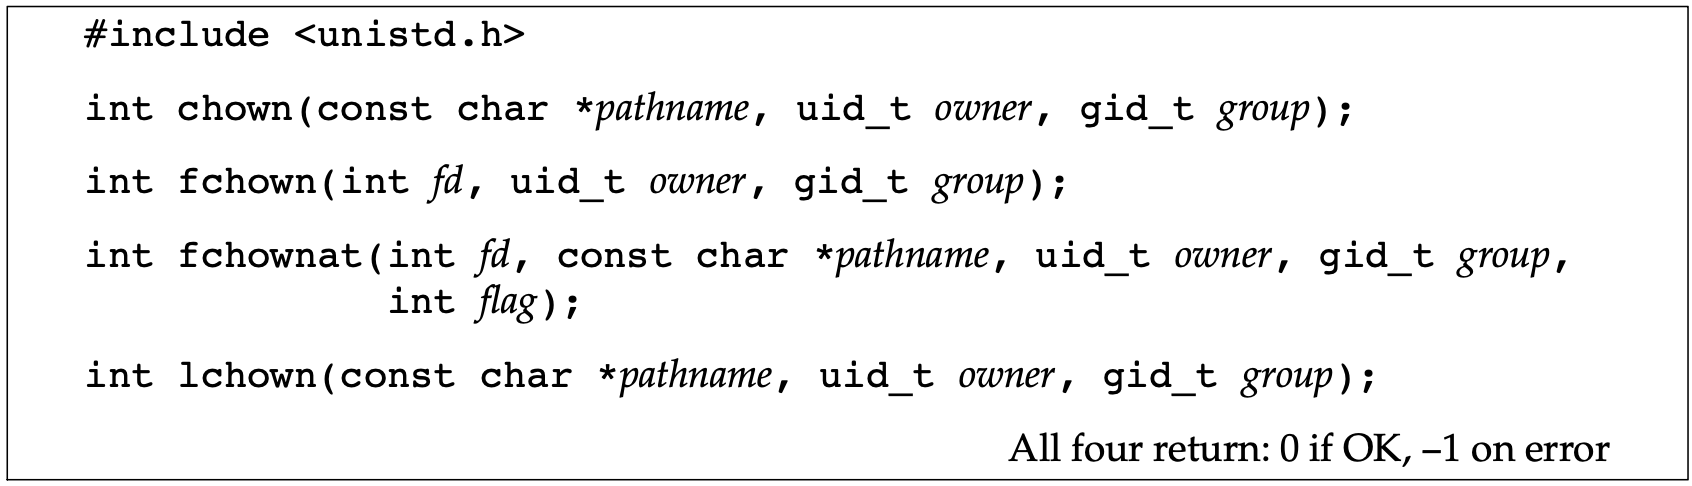 #include <unistd.h>
int chown(const char *pathname, uid_t owner, gid_t group);
int fchown(int fd, uid_t owner, gid_t group);
int fchownat(int fd, const char *pathname, uid_t owner, gid_t group,
int flag);
int lchown(const char *pathname, uid_t owner, gid_t group);
All four return: 0 if OK, –1 on error